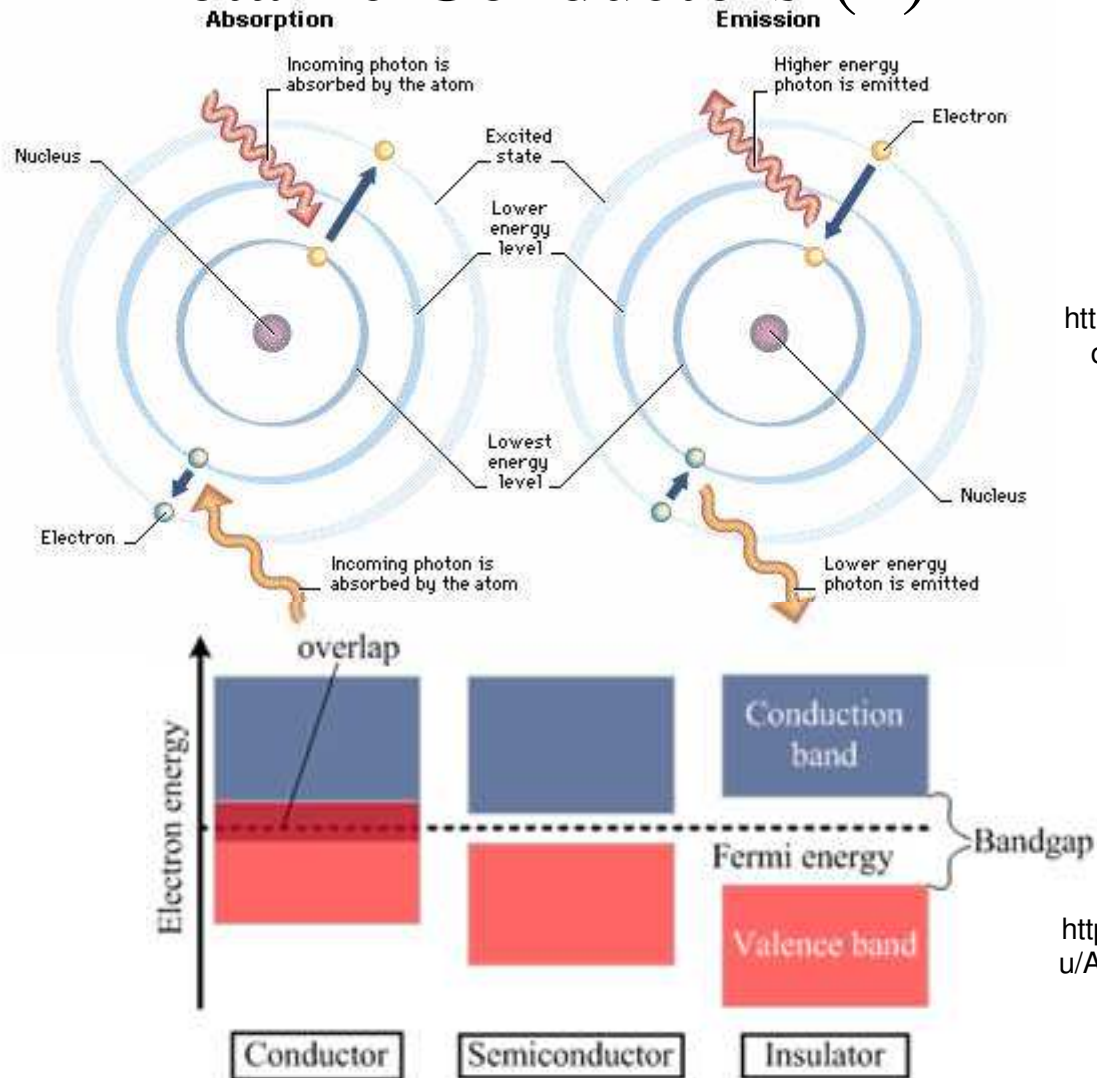 Absorption
Emission
Incoming photon is
absorbed by the atom
Higher energy
photon is emitted
Electron
Nucleus
Excited
state
Lower
energy
level
Lowest
energy
level
Nucleus
Electron
Incoming photon is
absorbed by the atom
Lower energy
photon is emitted
htt
overlap
Electron energy
Conduction
band
Fermi energy
Bandgap
Valence band
http
u/A
Conductor
Semiconductor
Insulator